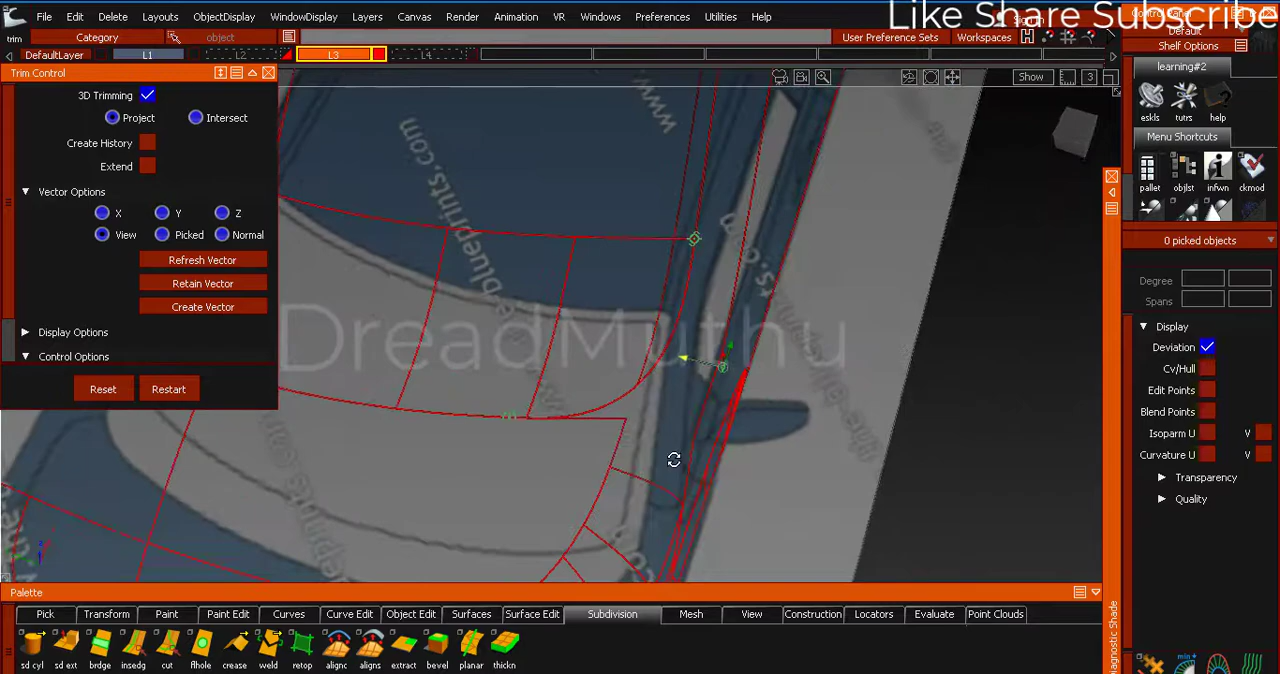 File Edit Delete Layouts ObjectDisplay WindowDisplay Layers Canvas Render Animation VR Windows Preferences Utilities Help
Like Share Subscribe
trim Category object User Preference Sets Workspaces
DefaultLayer L1 L2 L3 L4
Trim Control
3D Trimming
Project Intersect
Create History
Extend
Vector Options
X Y Z
View Picked Normal
Refresh Vector
Retain Vector
Create Vector
Display Options
Control Options
Reset Restart
Show 3
www.
.com
DreadMuthu
Default
Shelf Options
learning#2
eskls tutrs help
Menu Shortcuts
pallet objlst infwn ckmod
0 picked objects
Degree
Spans
Display
Deviation
Cv/Hull
Edit Points
Blend Points
Isoparm U V
Curvature U V
Transparency
Quality
Diagnostic Shade
Palette
Pick Transform Paint Paint Edit Curves Curve Edit Object Edit Surfaces Surface Edit Subdivision Mesh View Construction Locators Evaluate Point Clouds
sd cyl sd ext brdge insedg cut flhole crease weld retop alignc aligns extract bevel planar thickn